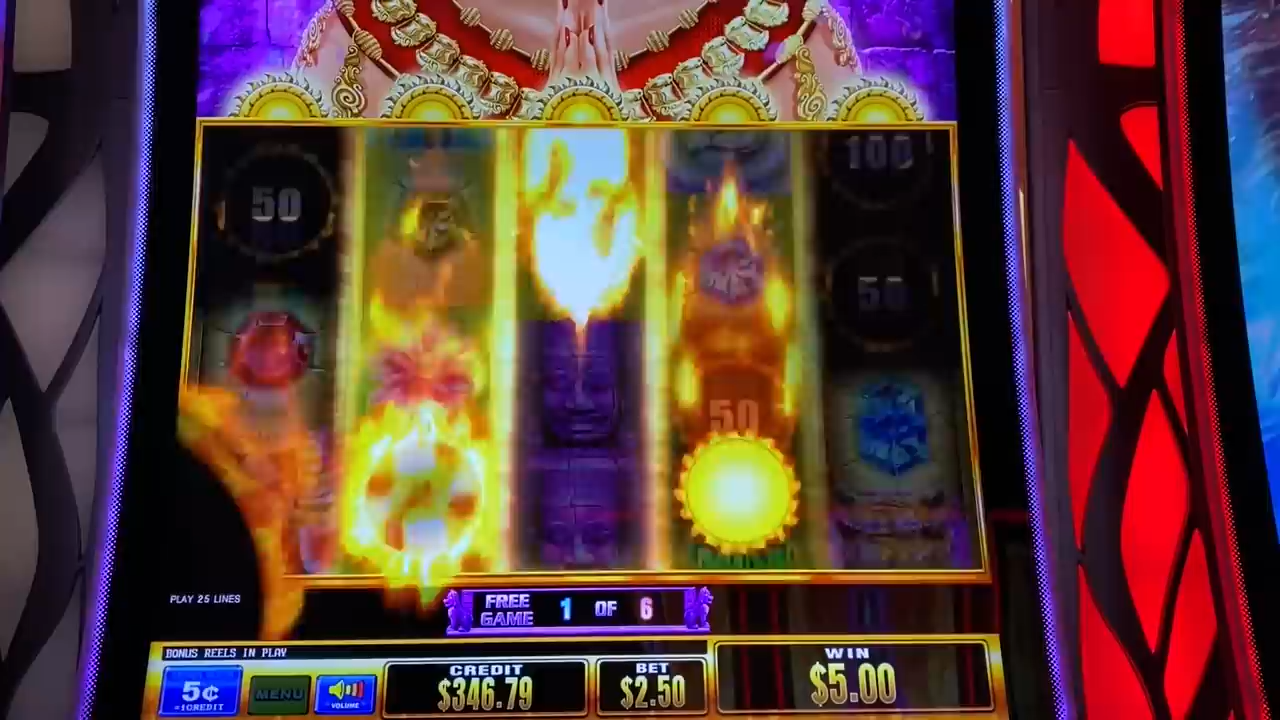 100
50
50
50
PLAY 25 LINES
FREE GAME 1 OF 6
BONUS REELS IN PLAY
5¢
=1CREDIT
MENU
VOLUME
CREDIT
$346.79
BET
$2.50
WIN
$5.00